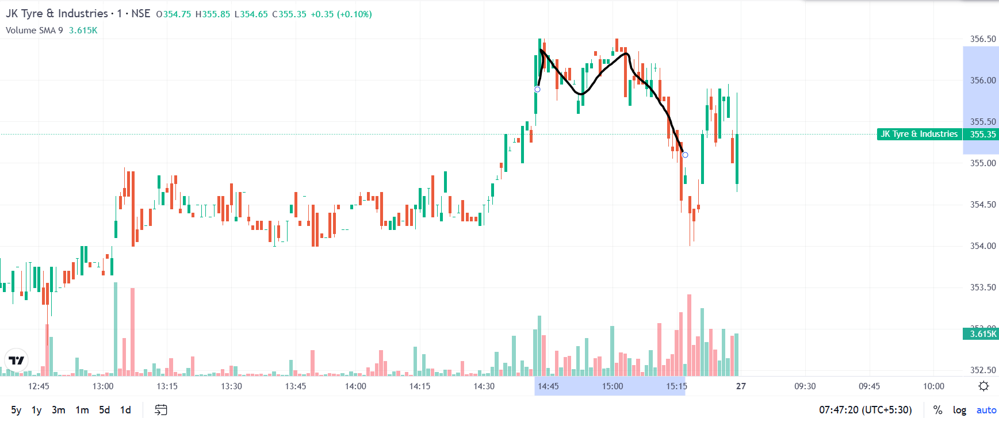 JK Tyre & Industries · 1 · NSE O354.75 H355.85 L354.65 C355.35 +0.35 (+0.10%)
Volume SMA 9 3.615K
356.50
356.00
355.50
JK Tyre & Industries 355.35
355.00
354.50
354.00
353.50
3.615K
352.50
12:45 13:00 13:15 13:30 13:45 14:00 14:15 14:30 14:45 15:00 15:15 27 09:30 09:45 10:00
5y 1y 3m 1m 5d 1d 07:47:20 (UTC+5:30) % log auto